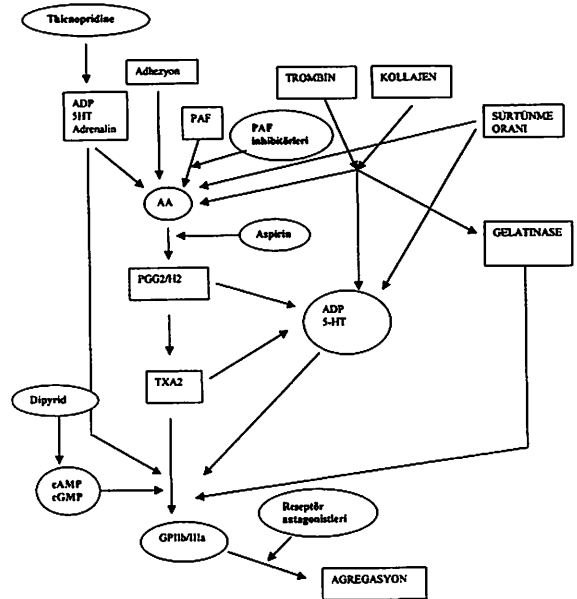 Thienopridine
Adhezyon
TROMBİN
KOLLAJEN
ADP
5HT
Adrenalin
PAF
PAF
inhibitörleri
SÜRTÜNME
ORANI
AA
Aspirin
GELATINASE
PGG2/H2
ADP
5-HT
TXA2
Dipyrid
cAMP
cGMP
Reseptör
antagonistleri
GPIIb/IIIa
AGREGASYON